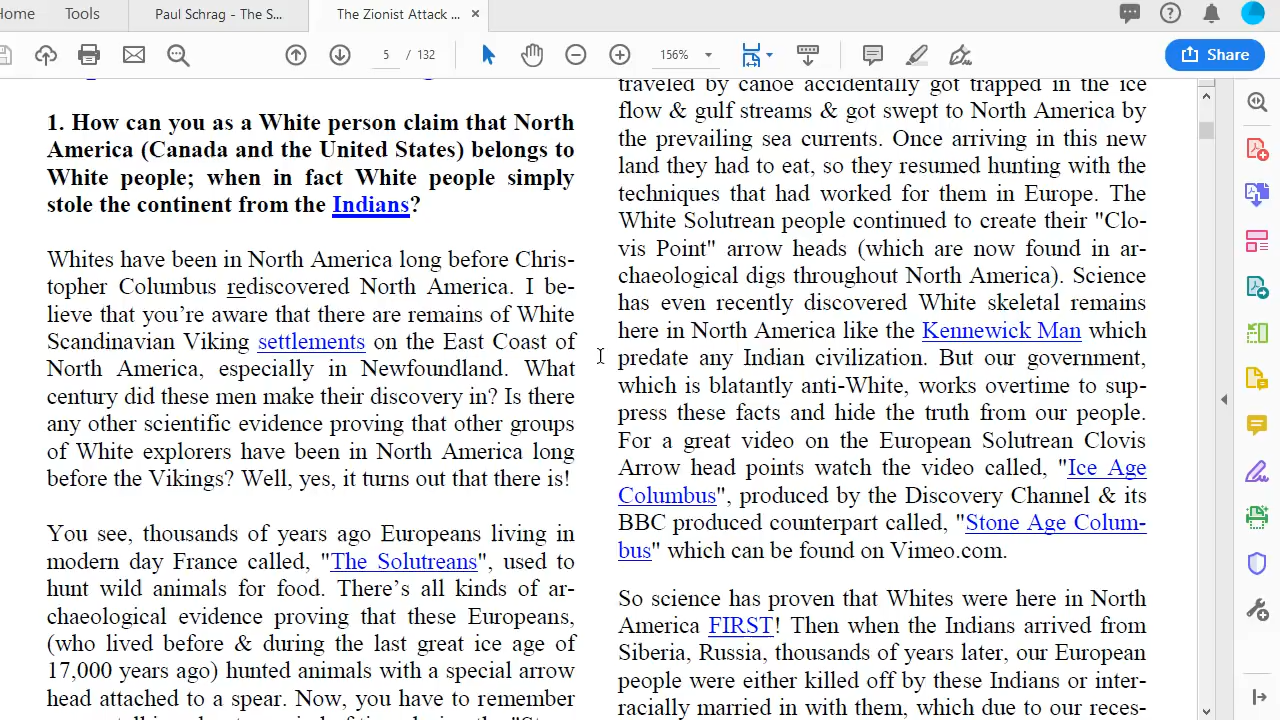 Home
Tools
Paul Schrag - The S...
The Zionist Attack ...
5 / 132
156%
Share
1. How can you as a White person claim that North
America (Canada and the United States) belongs to
White people; when in fact White people simply
stole the continent from the Indians?
Whites have been in North America long before Chris-
topher Columbus rediscovered North America. I be-
lieve that you’re aware that there are remains of White
Scandinavian Viking settlements on the East Coast of
North America, especially in Newfoundland. What
century did these men make their discovery in? Is there
any other scientific evidence proving that other groups
of White explorers have been in North America long
before the Vikings? Well, yes, it turns out that there is!
You see, thousands of years ago Europeans living in
modern day France called, "The Solutreans", used to
hunt wild animals for food. There’s all kinds of ar-
chaeological evidence proving that these Europeans,
(who lived before & during the last great ice age of
17,000 years ago) hunted animals with a special arrow
head attached to a spear. Now, you have to remember
traveled by canoe accidentally got trapped in the ice
flow & gulf streams & got swept to North America by
the prevailing sea currents. Once arriving in this new
land they had to eat, so they resumed hunting with the
techniques that had worked for them in Europe. The
White Solutrean people continued to create their "Clo-
vis Point" arrow heads (which are now found in ar-
chaeological digs throughout North America). Science
has even recently discovered White skeletal remains
here in North America like the Kennewick Man which
predate any Indian civilization. But our government,
which is blatantly anti-White, works overtime to sup-
press these facts and hide the truth from our people.
For a great video on the European Solutrean Clovis
Arrow head points watch the video called, "Ice Age
Columbus", produced by the Discovery Channel & its
BBC produced counterpart called, "Stone Age Colum-
bus" which can be found on Vimeo.com.
So science has proven that Whites were here in North
America FIRST! Then when the Indians arrived from
Siberia, Russia, thousands of years later, our European
people were either killed off by these Indians or inter-
racially married in with them, which due to our reces-